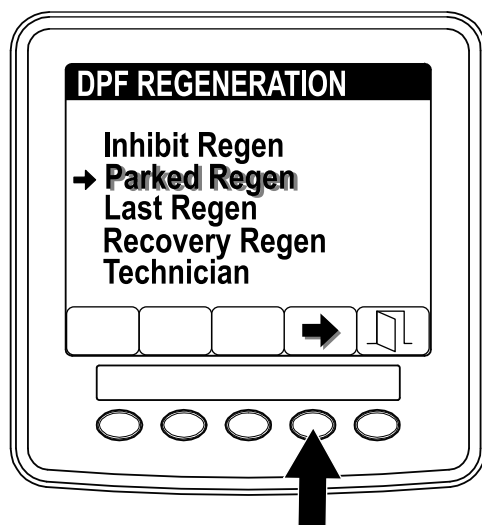 DPF REGENERATION
Inhibit Regen
Parked Regen
Last Regen
Recovery Regen
Technician